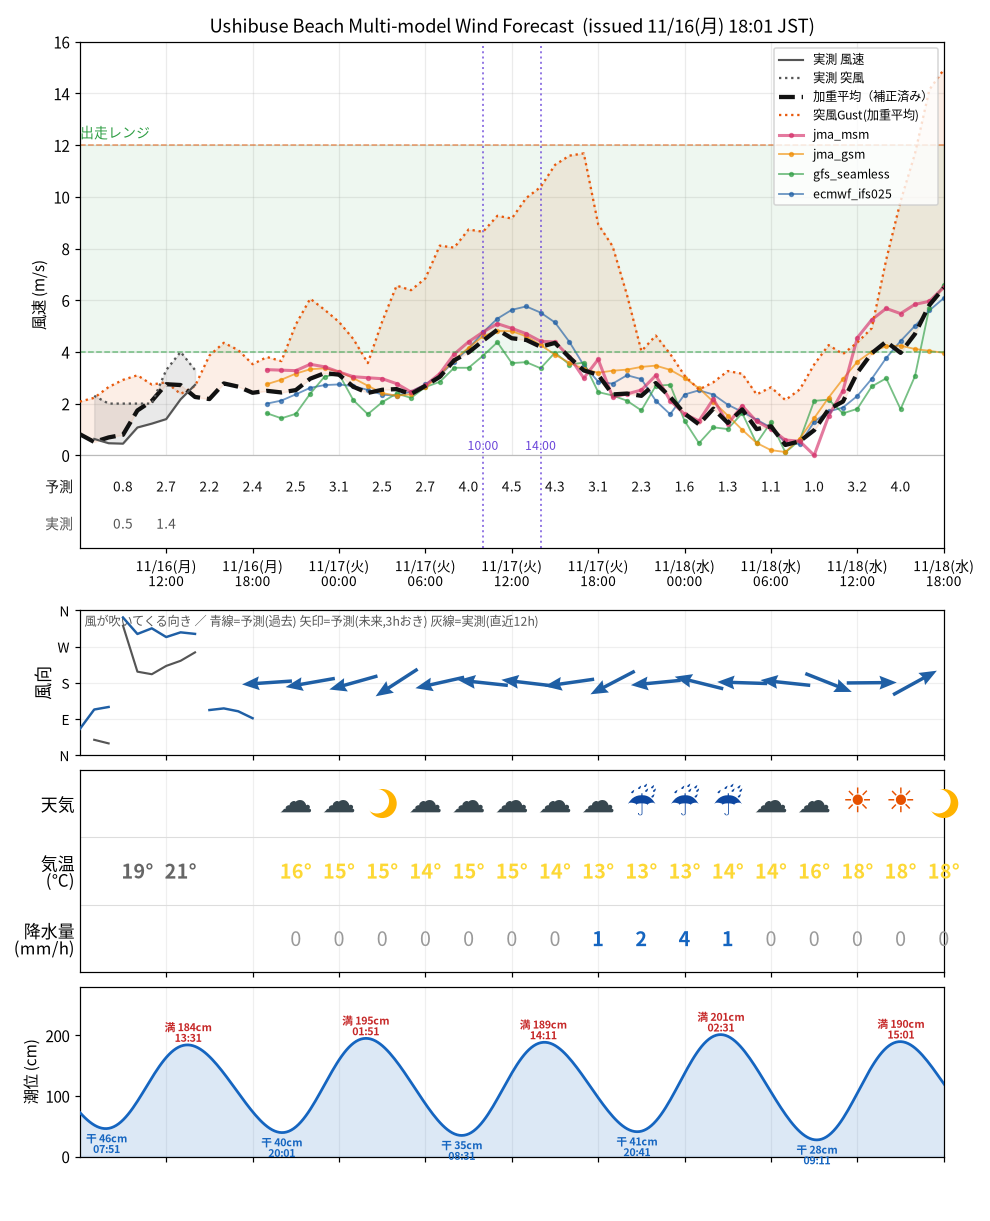 Ushibuse Beach Multi-model Wind Forecast (issued 11/16(月) 18:01 JST)
16
14
12
10
8
6
4
2
0
風速 (m/s)
出走レンジ
実測 風速
実測 突風
加重平均（補正済み）
突風Gust(加重平均)
jma_msm
jma_gsm
gfs_seamless
ecmwf_ifs025
10:00 14:00
予測 0.8 2.7 2.2 2.4 2.5 3.1 2.5 2.7 4.0 4.5 4.3 3.1 2.3 1.6 1.3 1.1 1.0 3.2 4.0
実測 0.5 1.4
11/16(月) 11/16(月) 11/17(火) 11/17(火) 11/17(火) 11/17(火) 11/18(水) 11/18(水) 11/18(水) 11/18(水)
12:00 18:00 00:00 06:00 12:00 18:00 00:00 06:00 12:00 18:00
風向
N
W
S
E
N
風が吹いてくる向き ／ 青線=予測(過去) 矢印=予測(未来,3hおき) 灰線=実測(直近12h)
天気
気温
(°C)
19° 21° 16° 15° 15° 14° 15° 15° 14° 13° 13° 13° 14° 14° 16° 18° 18° 18°
降水量
(mm/h)
0 0 0 0 0 0 0 1 2 4 1 0 0 0 0 0
潮位 (cm)
200
100
0
満 184cm
13:31
満 195cm
01:51
満 189cm
14:11
満 201cm
02:31
満 190cm
15:01
干 46cm
07:51
干 40cm
20:01
干 35cm
08:31
干 41cm
20:41
干 28cm
09:11